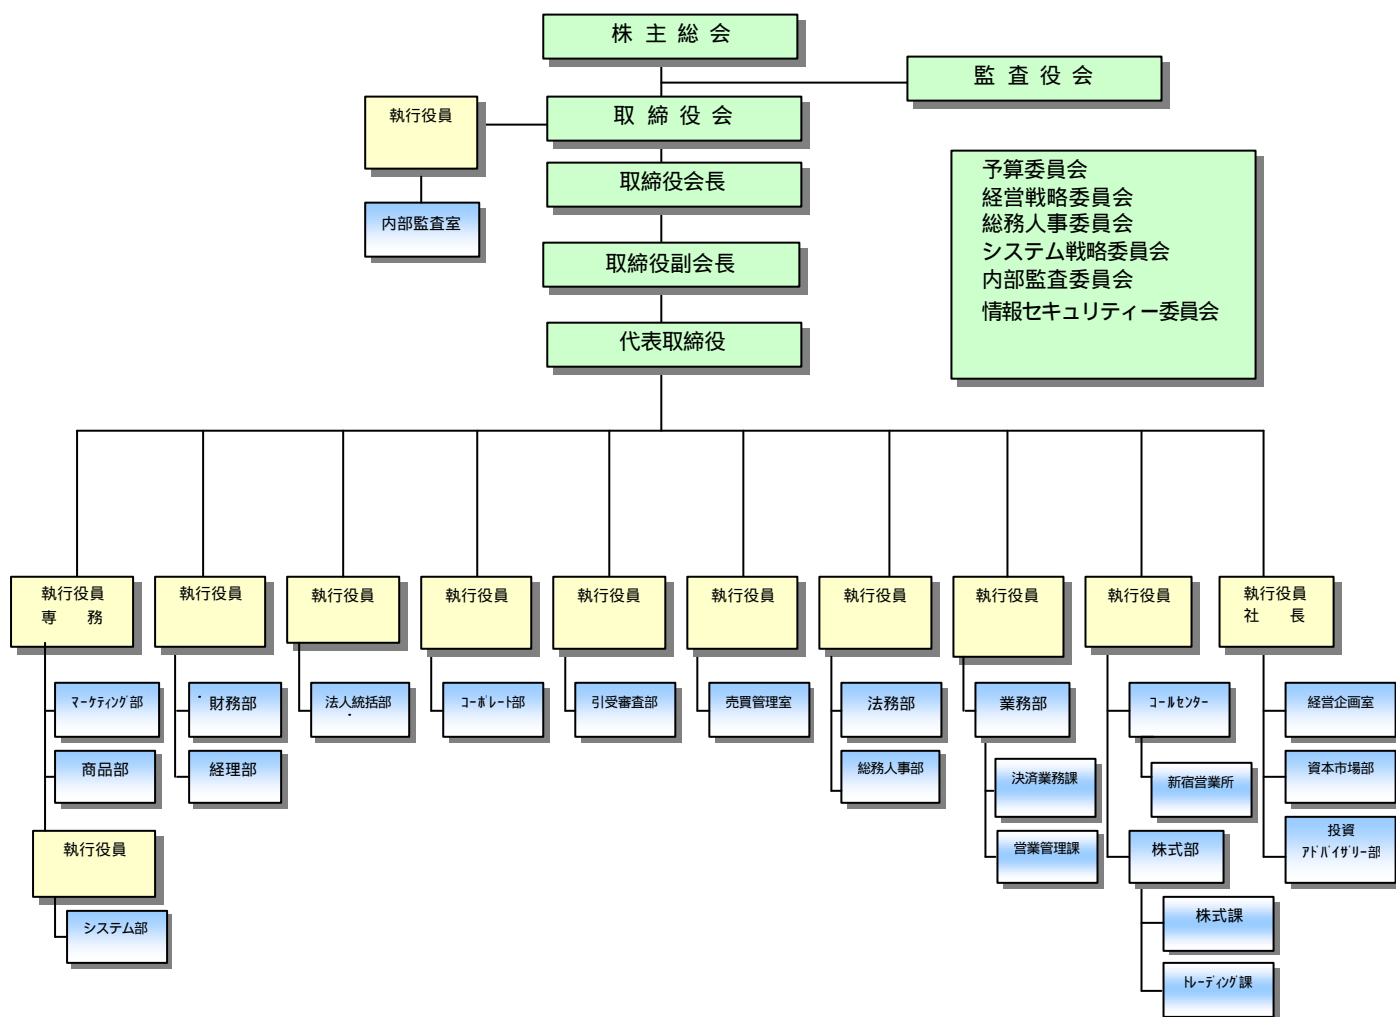 株 主 総 会
監 査 役 会
執行役員
取 締 役 会
内部監査室
取締役会長
取締役副会長
代表取締役
予算委員会
経営戦略委員会
総務人事委員会
システム戦略委員会
内部監査委員会
情報セキュリティー委員会
執行役員
専 務
執行役員
執行役員
執行役員
執行役員
執行役員
執行役員
執行役員
執行役員
執行役員
社 長
マーケティング部
財務部
法人統括部
コーポレート部
引受審査部
売買管理室
法務部
業務部
コールセンター
経営企画室
商品部
経理部
総務人事部
決済業務課
新宿営業所
資本市場部
執行役員
営業管理課
株式部
投資
アドバイザリー部
システム部
株式課
トレーディング課